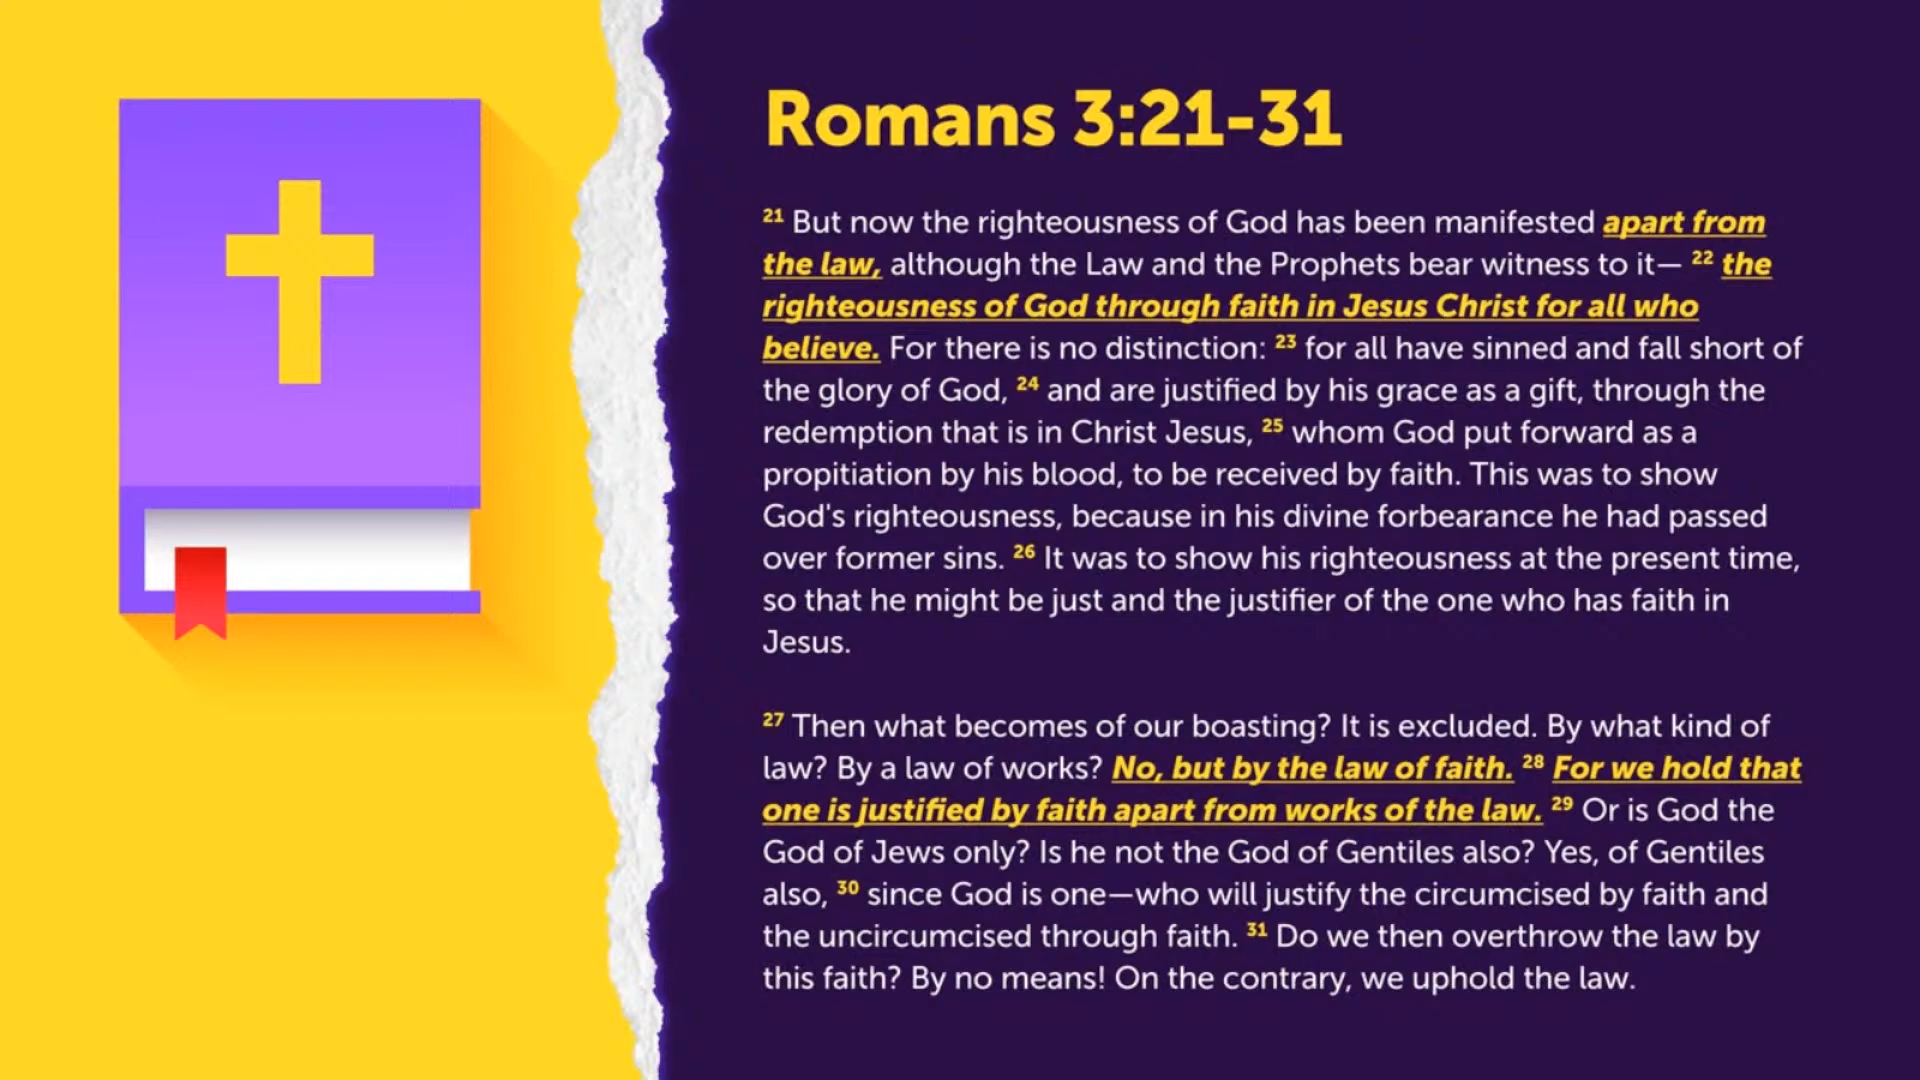 Romans 3:21-31
21 But now the righteousness of God has been manifested apart from
the law, although the Law and the Prophets bear witness to it— 22 the
righteousness of God through faith in Jesus Christ for all who
believe. For there is no distinction: 23 for all have sinned and fall short of
the glory of God, 24 and are justified by his grace as a gift, through the
redemption that is in Christ Jesus, 25 whom God put forward as a
propitiation by his blood, to be received by faith. This was to show
God's righteousness, because in his divine forbearance he had passed
over former sins. 26 It was to show his righteousness at the present time,
so that he might be just and the justifier of the one who has faith in
Jesus.
27 Then what becomes of our boasting? It is excluded. By what kind of
law? By a law of works? No, but by the law of faith. 28 For we hold that
one is justified by faith apart from works of the law. 29 Or is God the
God of Jews only? Is he not the God of Gentiles also? Yes, of Gentiles
also, 30 since God is one—who will justify the circumcised by faith and
the uncircumcised through faith. 31 Do we then overthrow the law by
this faith? By no means! On the contrary, we uphold the law.